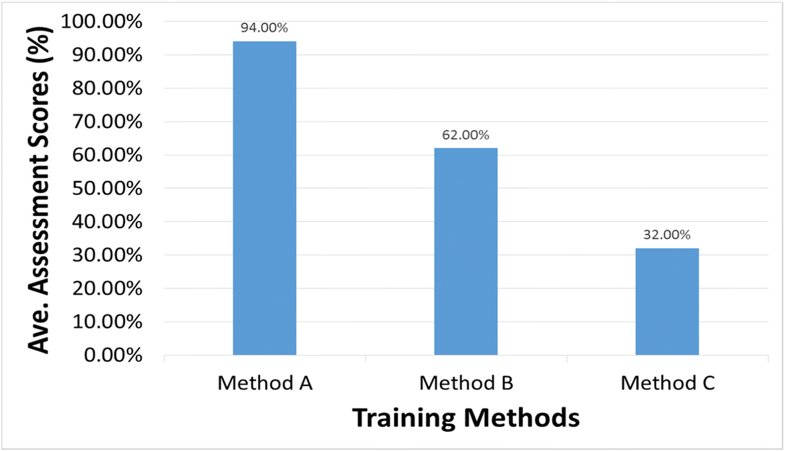 Ave. Assessment Scores (%)
100.00%
90.00%
80.00%
70.00%
60.00%
50.00%
40.00%
30.00%
20.00%
10.00%
0.00%
94.00%
62.00%
32.00%
Method A
Method B
Method C
Training Methods